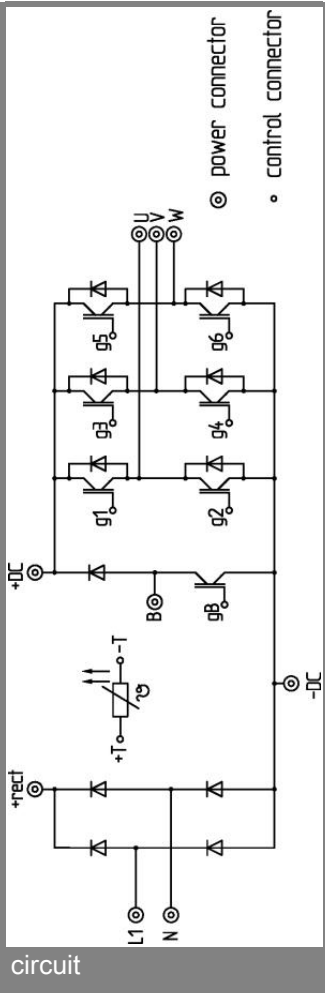 power connector
control connector
U
V
W
g5
g6
g3
g4
g1
g2
+DC
B
gB
-T
ϑ
+T
-DC
+rect
L1
N
circuit